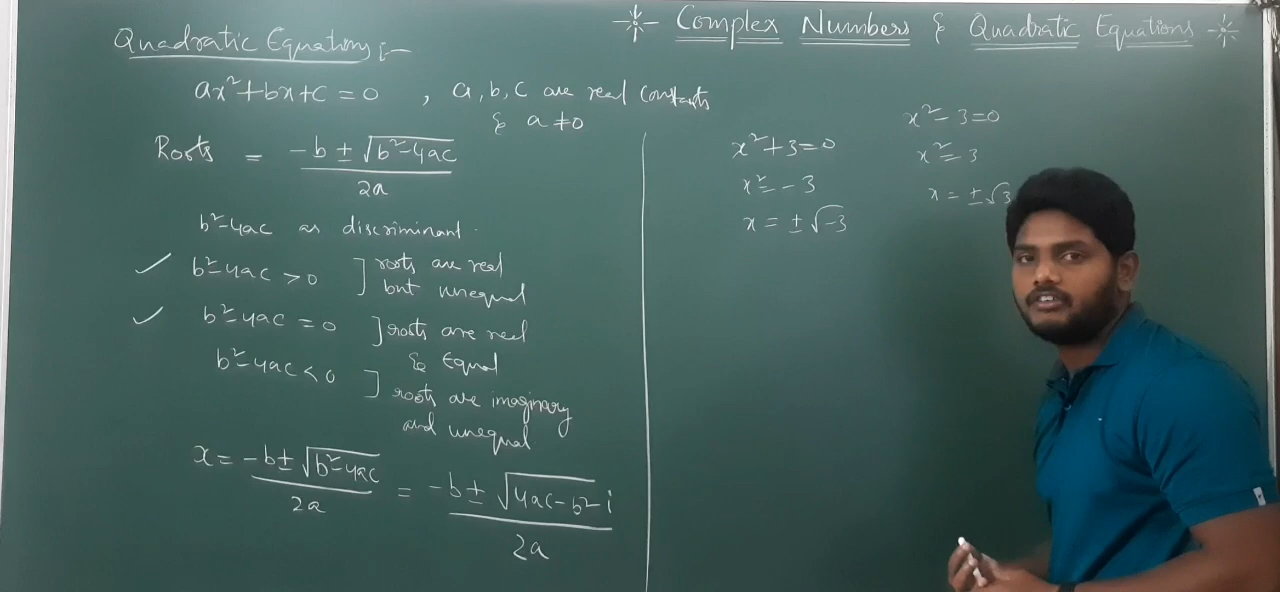 -※- Complex Numbers & Quadratic Equations -※-
Quadratic Equations :-
ax²+bx+c = 0 , a, b, c are real constants
& a ≠ 0
Roots = (-b ± √(b²-4ac)) / 2a
b²-4ac as discriminant.
✓ b²-4ac > 0 ] roots are real
but unequal
✓ b²-4ac = 0 ] roots are real
& Equal
b²-4ac < 0 ] roots are imaginary
and unequal
x = (-b ± √(b²-4ac)) / 2a = (-b ± √(4ac-b²) i) / 2a
x²+3=0
x² = -3
x = ± √-3
x²-3=0
x² = 3
x = ± √3